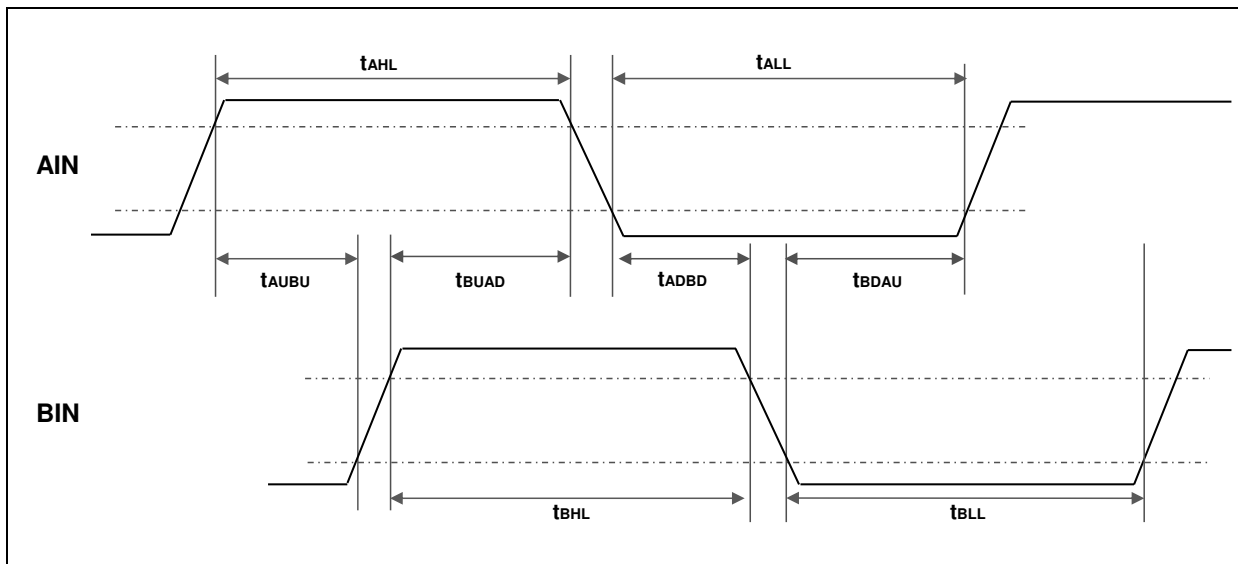 tAHL
tALL
AIN
tAUBU
tBUAD
tADBD
tBDAU
BIN
tBHL
tBLL